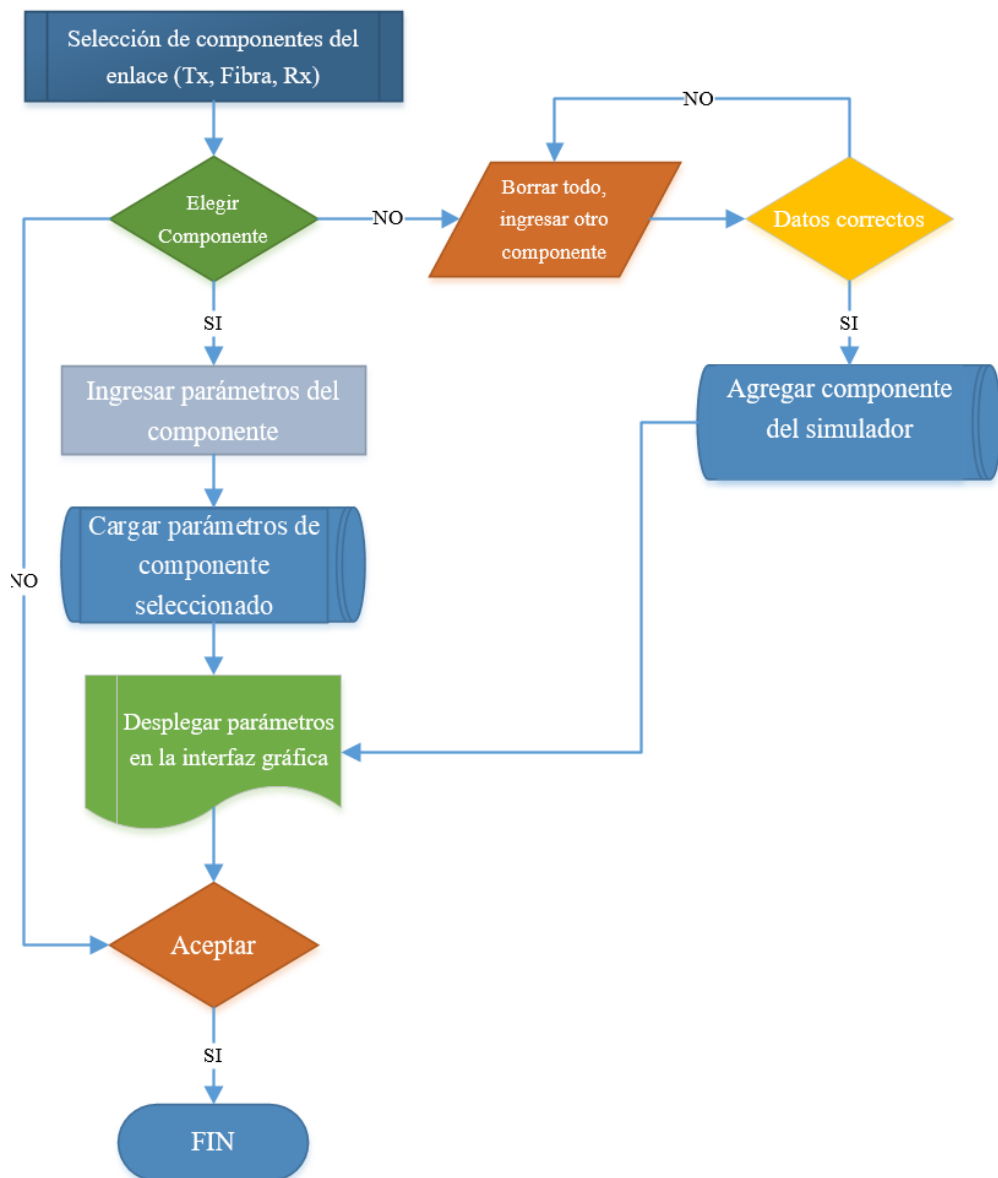 Selección de componentes del
enlace (Tx, Fibra, Rx)
NO
Elegir
Componente
NO
Borrar todo,
ingresar otro
componente
Datos correctos
SI
SI
Ingresar parámetros del
componente
Agregar componente
del simulador
Cargar parámetros de
componente
seleccionado
NO
Desplegar parámetros
en la interfaz gráfica
Aceptar
SI
FIN